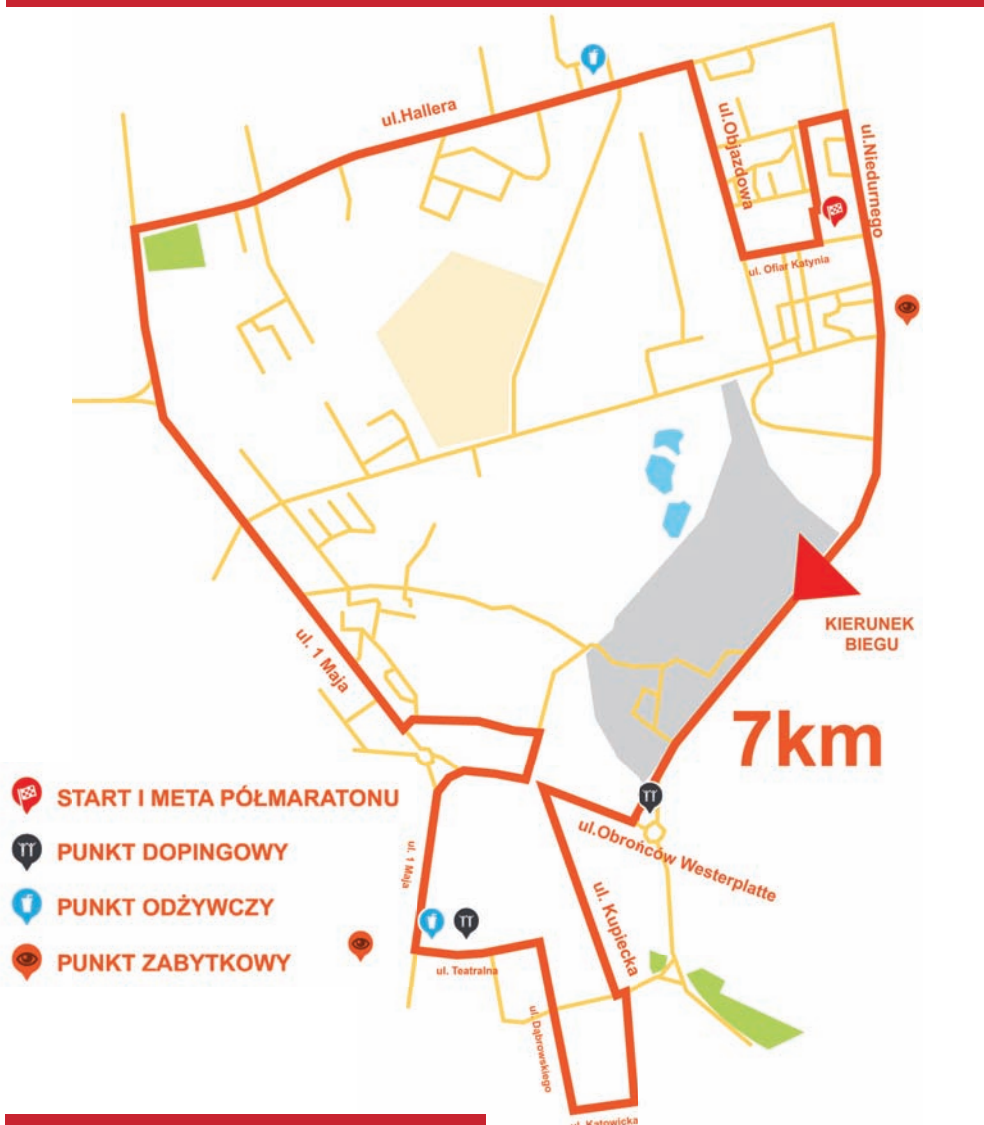 ul.Hallera
ul.Objazdowa
ul.Niedurnego
ul. Ofiar Katynia
KIERUNEK
BIEGU
ul. 1 Maja
7km
START I META PÓŁMARATONU
PUNKT DOPINGOWY
PUNKT ODŻYWCZY
PUNKT ZABYTKOWY
ul.Obrońców Westerplatte
ul. 1 Maja
ul. Kupiecka
ul. Teatralna
ul. Dąbrowskiego
ul. Katowicka